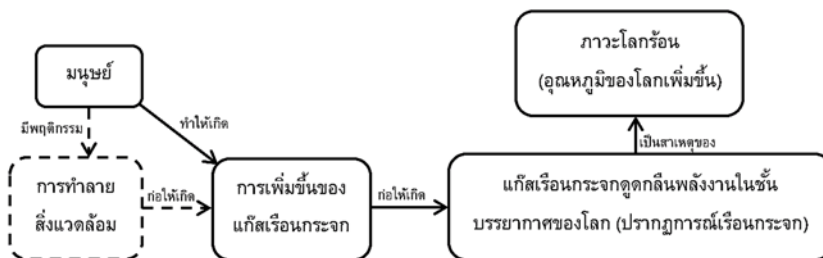 มนุษย์
มีพฤติกรรม
ทำให้เกิด
การทำลาย
สิ่งแวดล้อม
ก่อให้เกิด
การเพิ่มขึ้นของ
แก๊สเรือนกระจก
ก่อให้เกิด
ภาวะโลกร้อน
(อุณหภูมิของโลกเพิ่มขึ้น)
เป็นสาเหตุของ
แก๊สเรือนกระจกดูดกลืนพลังงานในชั้น
บรรยากาศของโลก (ปรากฏการณ์เรือนกระจก)